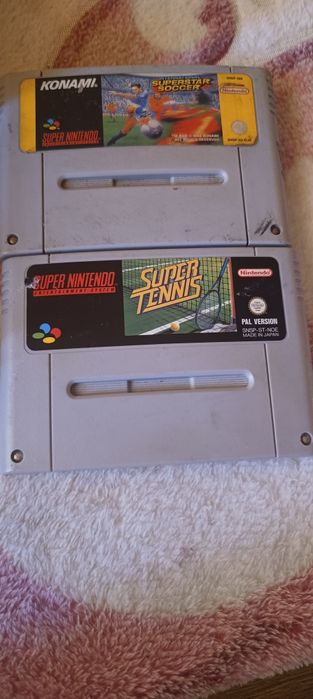 KONAMI
SUPERSTAR
SOCCER
Nintendo
SUPER NINTENDO
SUPER NINTENDO
ENTERTAINMENT SYSTEM
SUPER
TENNIS
Nintendo
PAL VERSION
SNSP-ST-NOE
MADE IN JAPAN